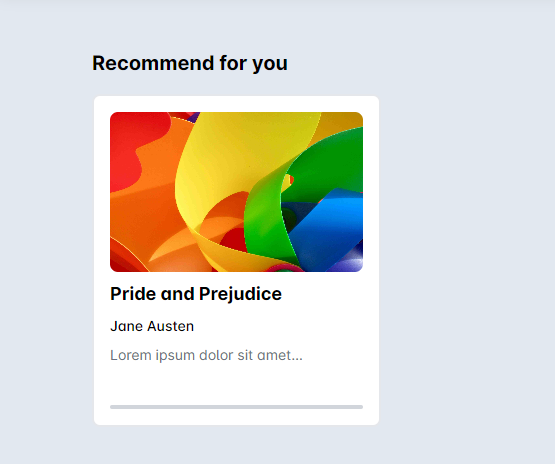 Recommend for you
Pride and Prejudice
Jane Austen
Lorem ipsum dolor sit amet...